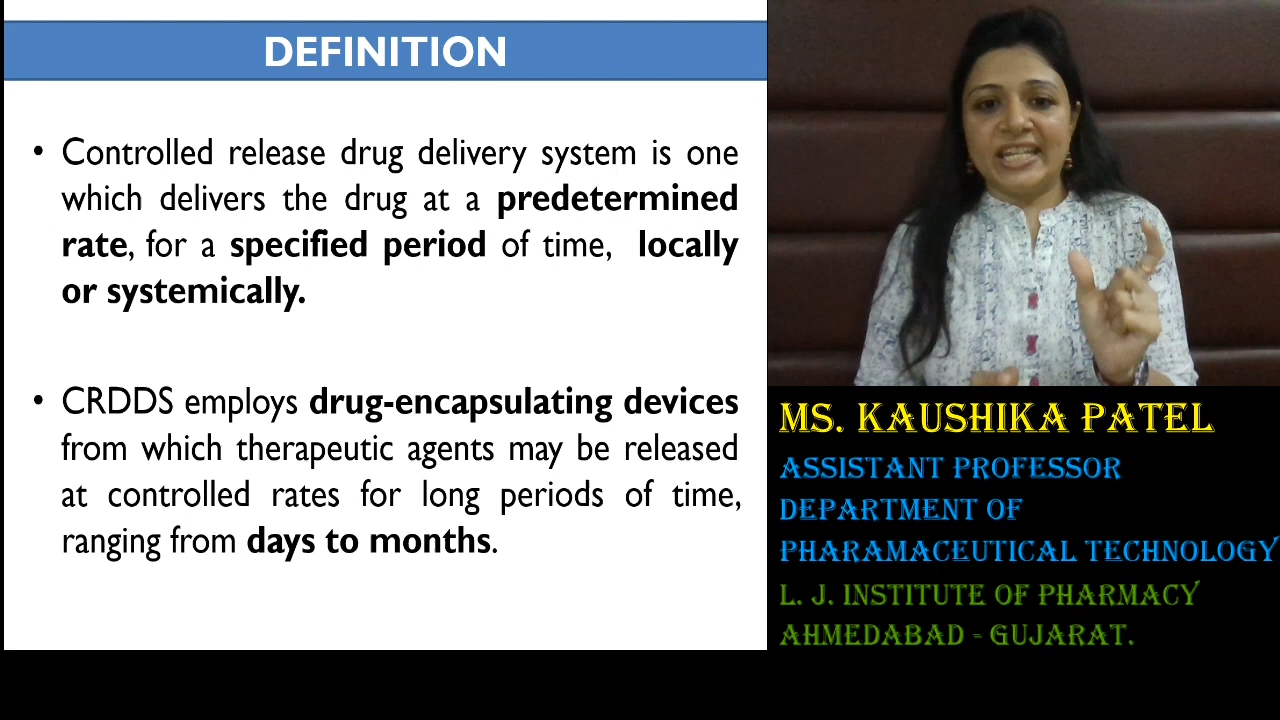 DEFINITION
• Controlled release drug delivery system is one
which delivers the drug at a predetermined
rate, for a specified period of time, locally
or systemically.
• CRDDS employs drug-encapsulating devices
from which therapeutic agents may be released
at controlled rates for long periods of time,
ranging from days to months.
MS. KAUSHIKA PATEL
ASSISTANT PROFESSOR
DEPARTMENT OF
PHARAMACEUTICAL TECHNOLOGY
L. J. INSTITUTE OF PHARMACY
AHMEDABAD - GUJARAT.